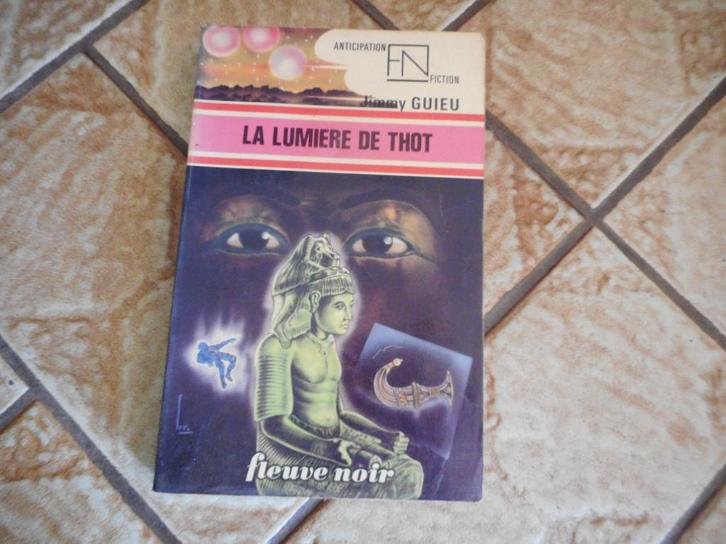 ANTICIPATION
FN
FICTION
Jimmy GUIEU
LA LUMIERE DE THOT
fleuve noir